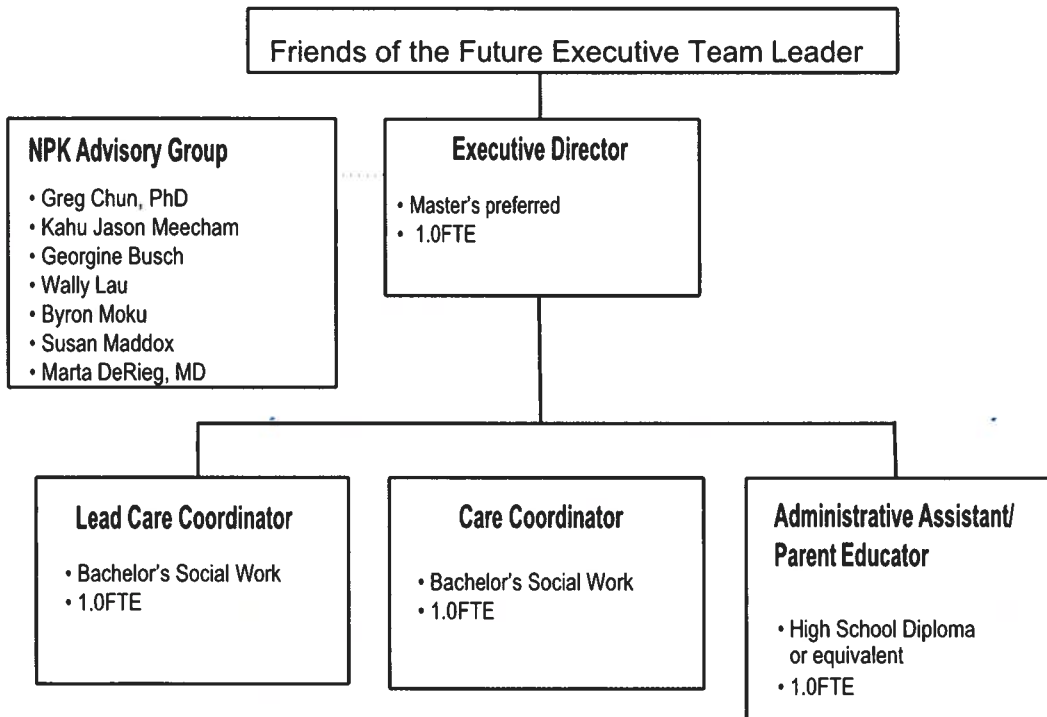 Friends of the Future Executive Team Leader
NPK Advisory Group
• Greg Chun, PhD
• Kahu Jason Meecham
• Georgine Busch
• Wally Lau
• Byron Moku
• Susan Maddox
• Marta DeRieg, MD
Executive Director
• Master's preferred
• 1.0FTE
Lead Care Coordinator
• Bachelor's Social Work
• 1.0FTE
Care Coordinator
• Bachelor's Social Work
• 1.0FTE
Administrative Assistant/
Parent Educator
• High School Diploma
or equivalent
• 1.0FTE